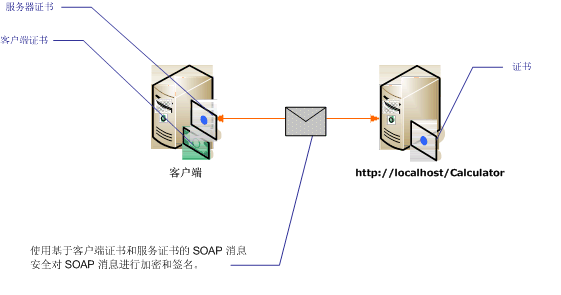 服务器证书
客户端证书
证书
客户端
http://localhost/Calculator
使用基于客户端证书和服务证书的 SOAP 消息
安全对 SOAP 消息进行加密和签名。